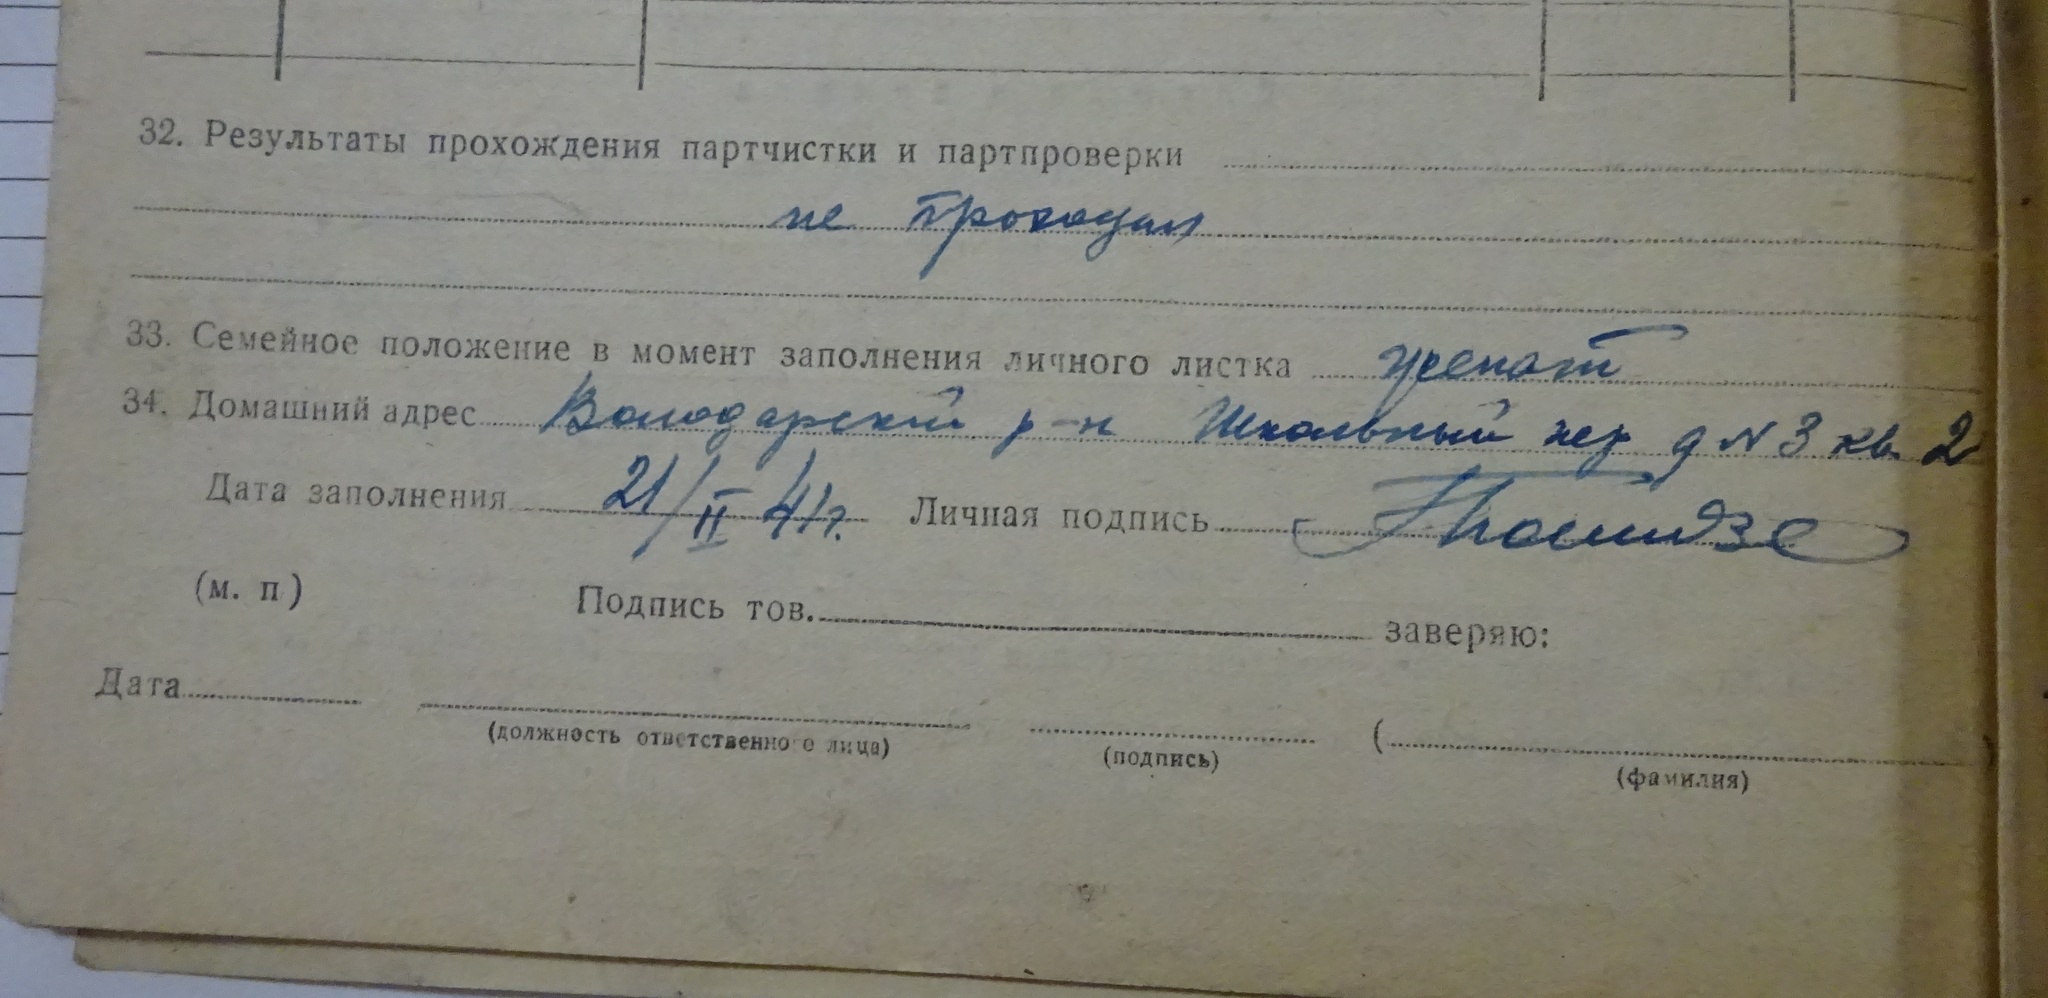 32. Результаты прохождения партчистки и партпроверки
не проходил
33. Семейное положение в момент заполнения личного листка женат
34. Домашний адрес Володарский р-н Школьный пер д N 3 кв. 2
Дата заполнения 21/II 41г. Личная подпись
(м. п) Подпись тов. заверяю:
Дата
(должность ответственного лица) (подпись) (фамилия)